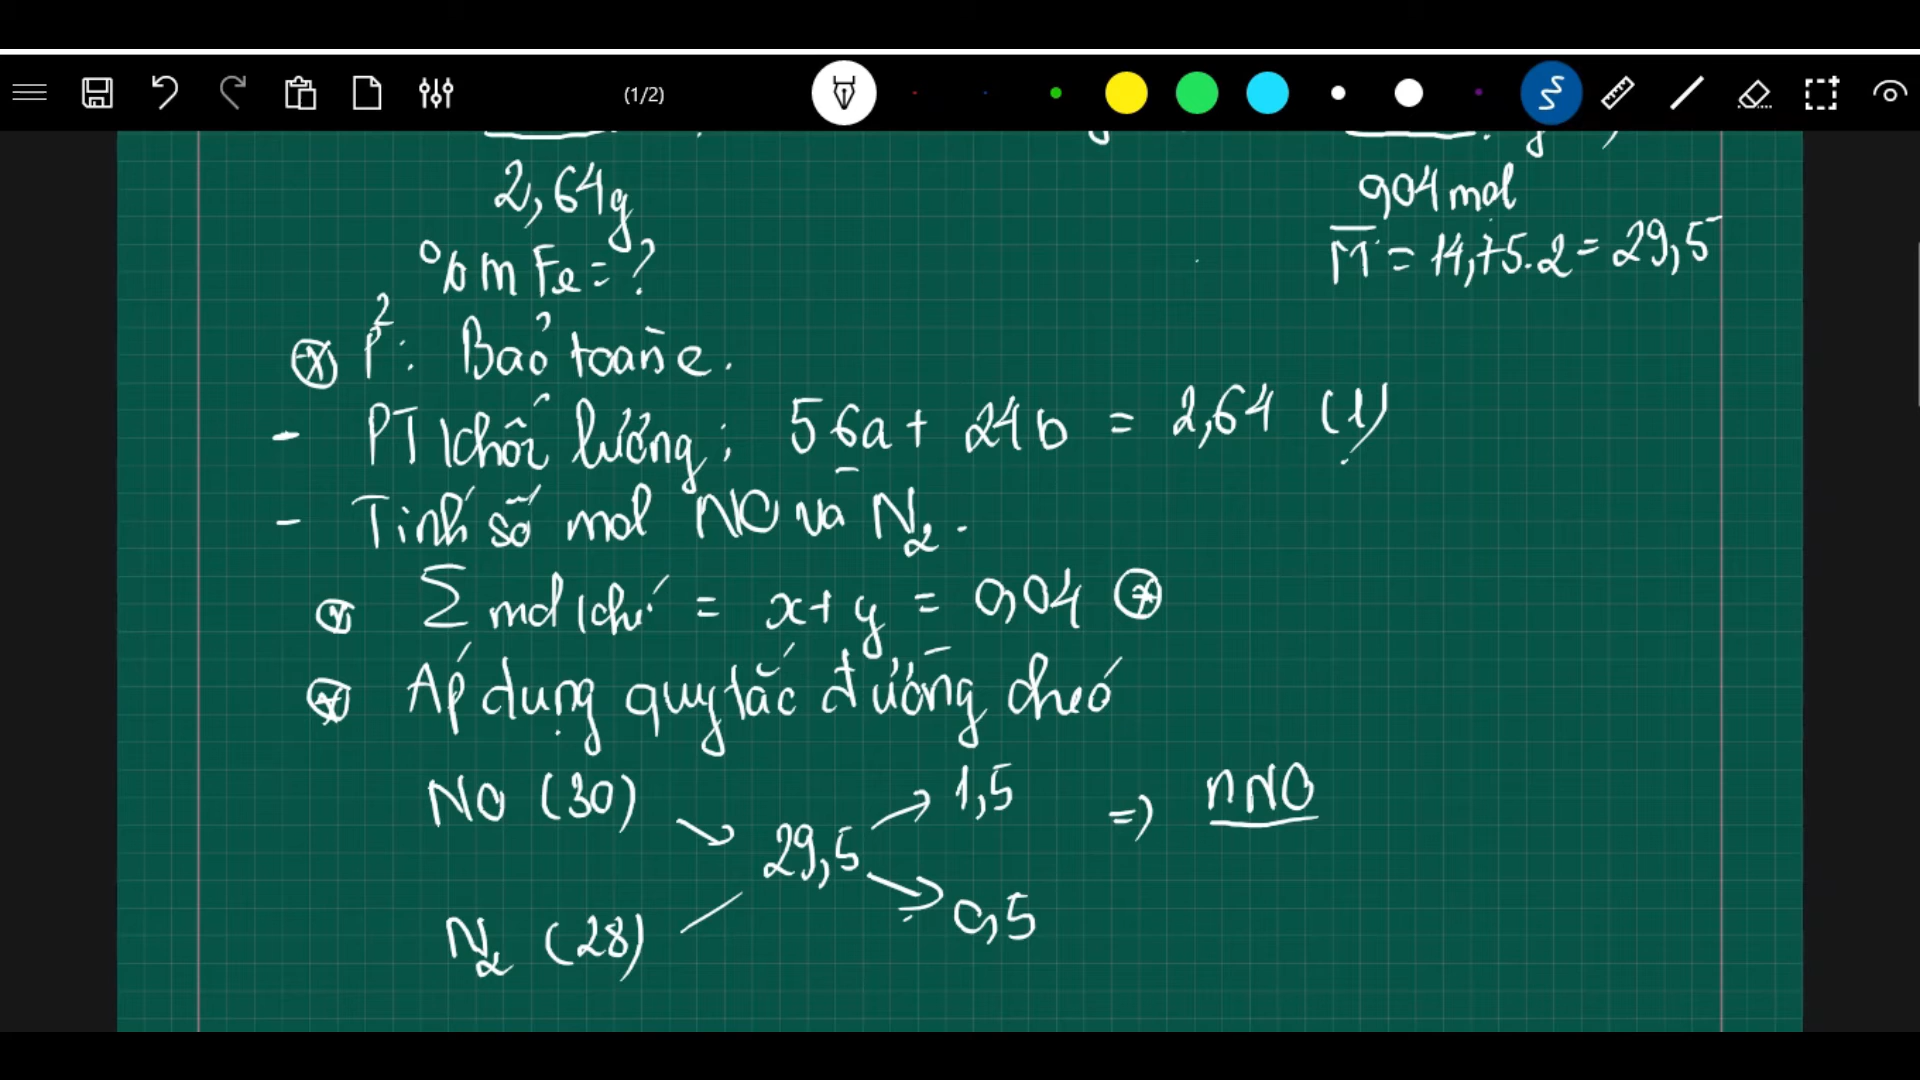 (1/2)
2,64g
0,04 mol
% m Fe = ?
M = 14,75.2 = 29,5
P²: Bảo toàn e.
- PT khối lượng: 56a + 24b = 2,64 (1)
- Tính số mol NO và N₂.
Σ mol khí = x + y = 0,04 (*)
Áp dụng quy tắc đường chéo
NO (30) 1,5 => nNO
29,5
N₂ (28) 0,5